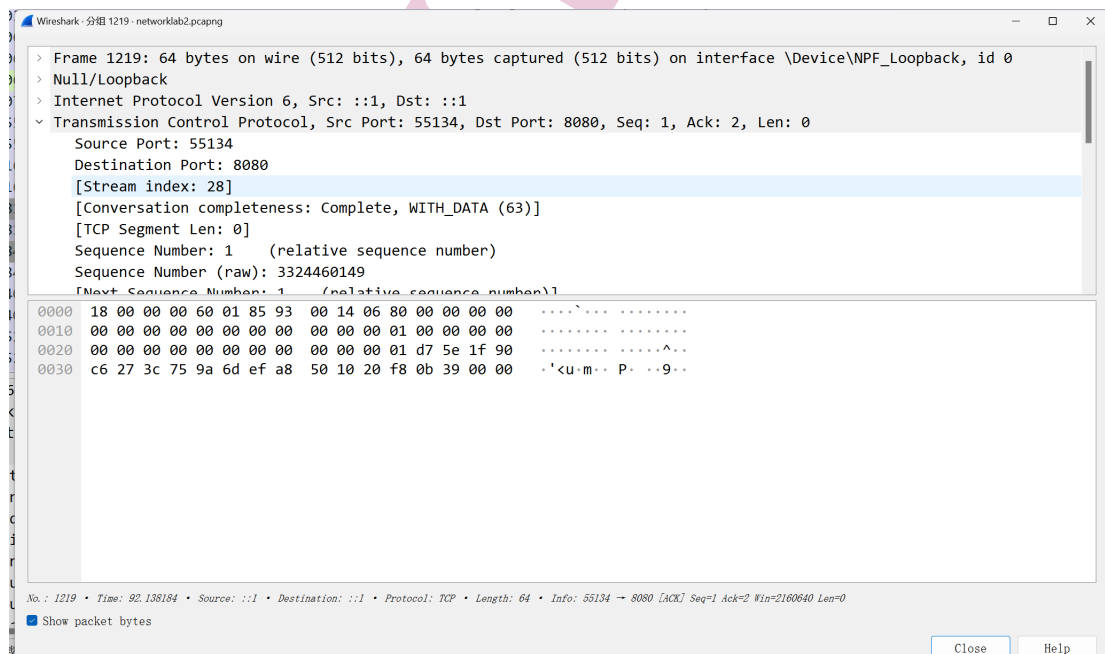 Wireshark · 分组 1219 · networklab2.pcapng
Frame 1219: 64 bytes on wire (512 bits), 64 bytes captured (512 bits) on interface \Device\NPF_Loopback, id 0
Null/Loopback
Internet Protocol Version 6, Src: ::1, Dst: ::1
Transmission Control Protocol, Src Port: 55134, Dst Port: 8080, Seq: 1, Ack: 2, Len: 0
Source Port: 55134
Destination Port: 8080
[Stream index: 28]
[Conversation completeness: Complete, WITH_DATA (63)]
[TCP Segment Len: 0]
Sequence Number: 1    (relative sequence number)
Sequence Number (raw): 3324460149
[Next Sequence Number: 1    (relative sequence number)]
0000 18 00 00 00 60 01 85 93 00 14 06 80 00 00 00 00 ····`··· ········
0010 00 00 00 00 00 00 00 00 00 00 00 01 00 00 00 00 ········ ········
0020 00 00 00 00 00 00 00 00 00 00 00 01 d7 5e 1f 90 ········ ·····^··
0030 c6 27 3c 75 9a 6d ef a8 50 10 20 f8 0b 39 00 00 ·'<u·m·· P· ··9··
No.: 1219 • Time: 92.138184 • Source: ::1 • Destination: ::1 • Protocol: TCP • Length: 64 • Info: 55134 → 8080 [ACK] Seq=1 Ack=2 Win=2160640 Len=0
Show packet bytes
Close Help